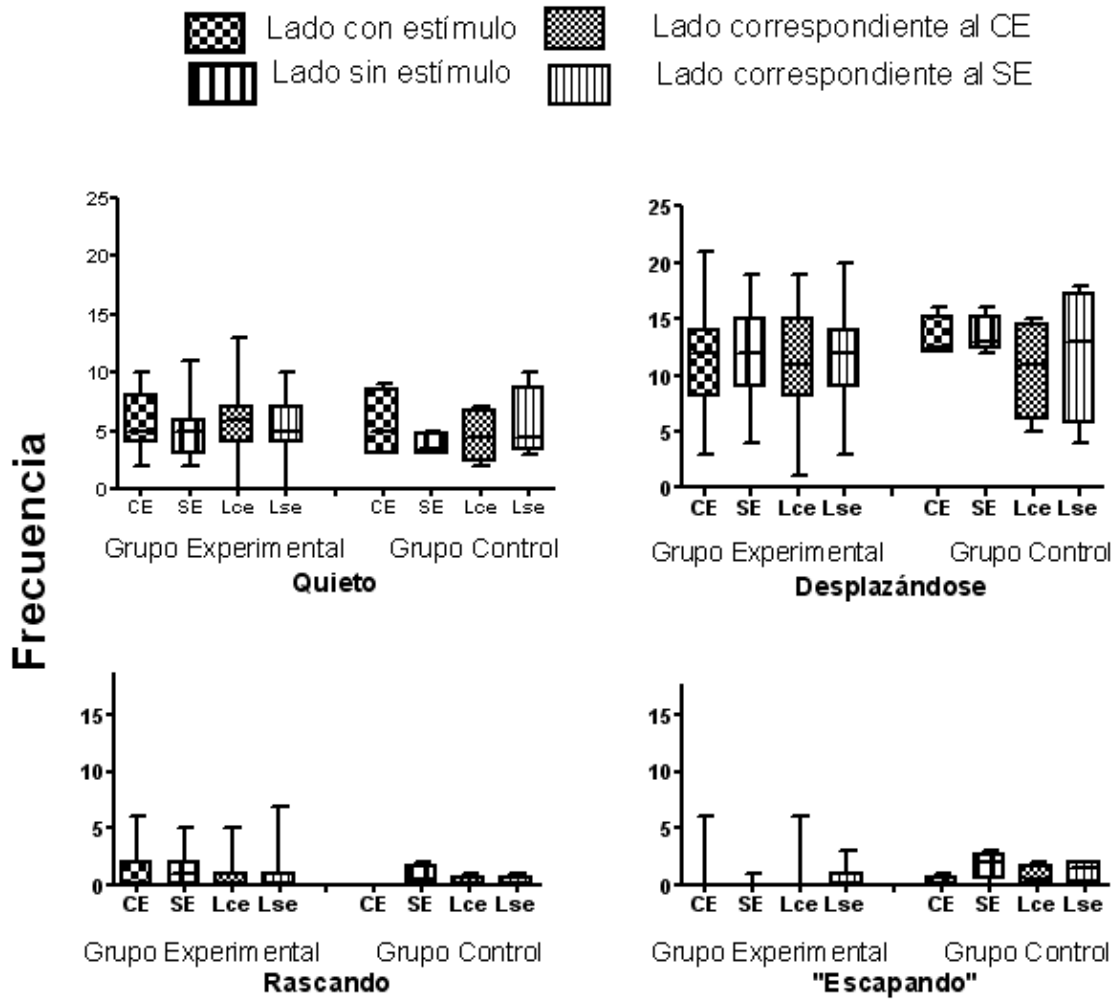 Lado con estímulo Lado correspondiente al CE
Lado sin estímulo Lado correspondiente al SE
Frecuencia
25
20
15
10
5
0
CE SE Lce Lse CE SE Lce Lse
Grupo Experimental Grupo Control
Quieto
25
20
15
10
5
0
CE SE Lce Lse CE SE Lce Lse
Grupo Experimental Grupo Control
Desplazándose
15
10
5
0
CE SE Lce Lse CE SE Lce Lse
Grupo Experimental Grupo Control
Rascando
15
10
5
0
CE SE Lce Lse CE SE Lce Lse
Grupo Experimental Grupo Control
"Escapando"